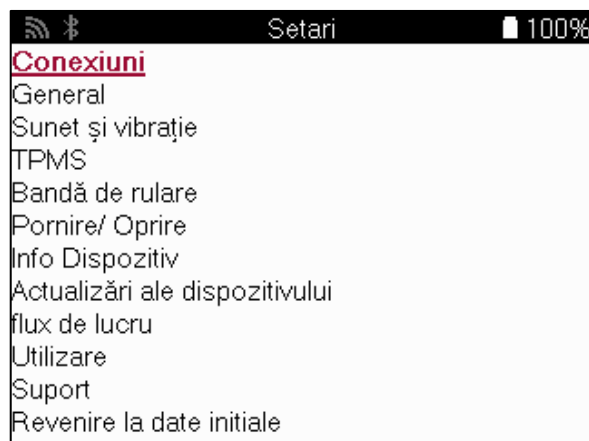 Setari 100%
Conexiuni
General
Sunet și vibrație
TPMS
Bandă de rulare
Pornire/ Oprire
Info Dispozitiv
Actualizări ale dispozitivului
flux de lucru
Utilizare
Suport
Revenire la date initiale